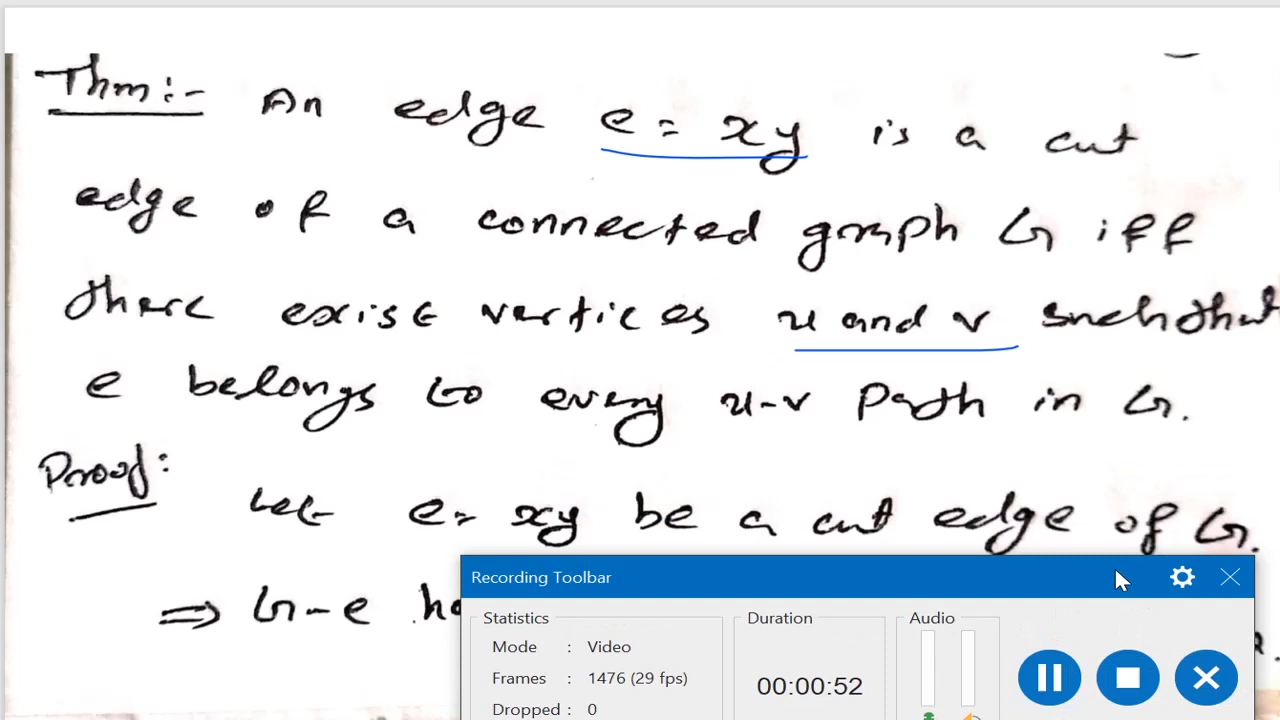 Thm:- An edge e = xy is a cut
edge of a connected graph G iff
there exist vertices u and v such that
e belongs to every u-v path in G.
Proof:
Let e = xy be a cut edge of G.
⇒ G-e
Recording Toolbar
Statistics
Duration
Audio
Mode : Video
Frames : 1476 (29 fps)
00:00:52
Dropped : 0